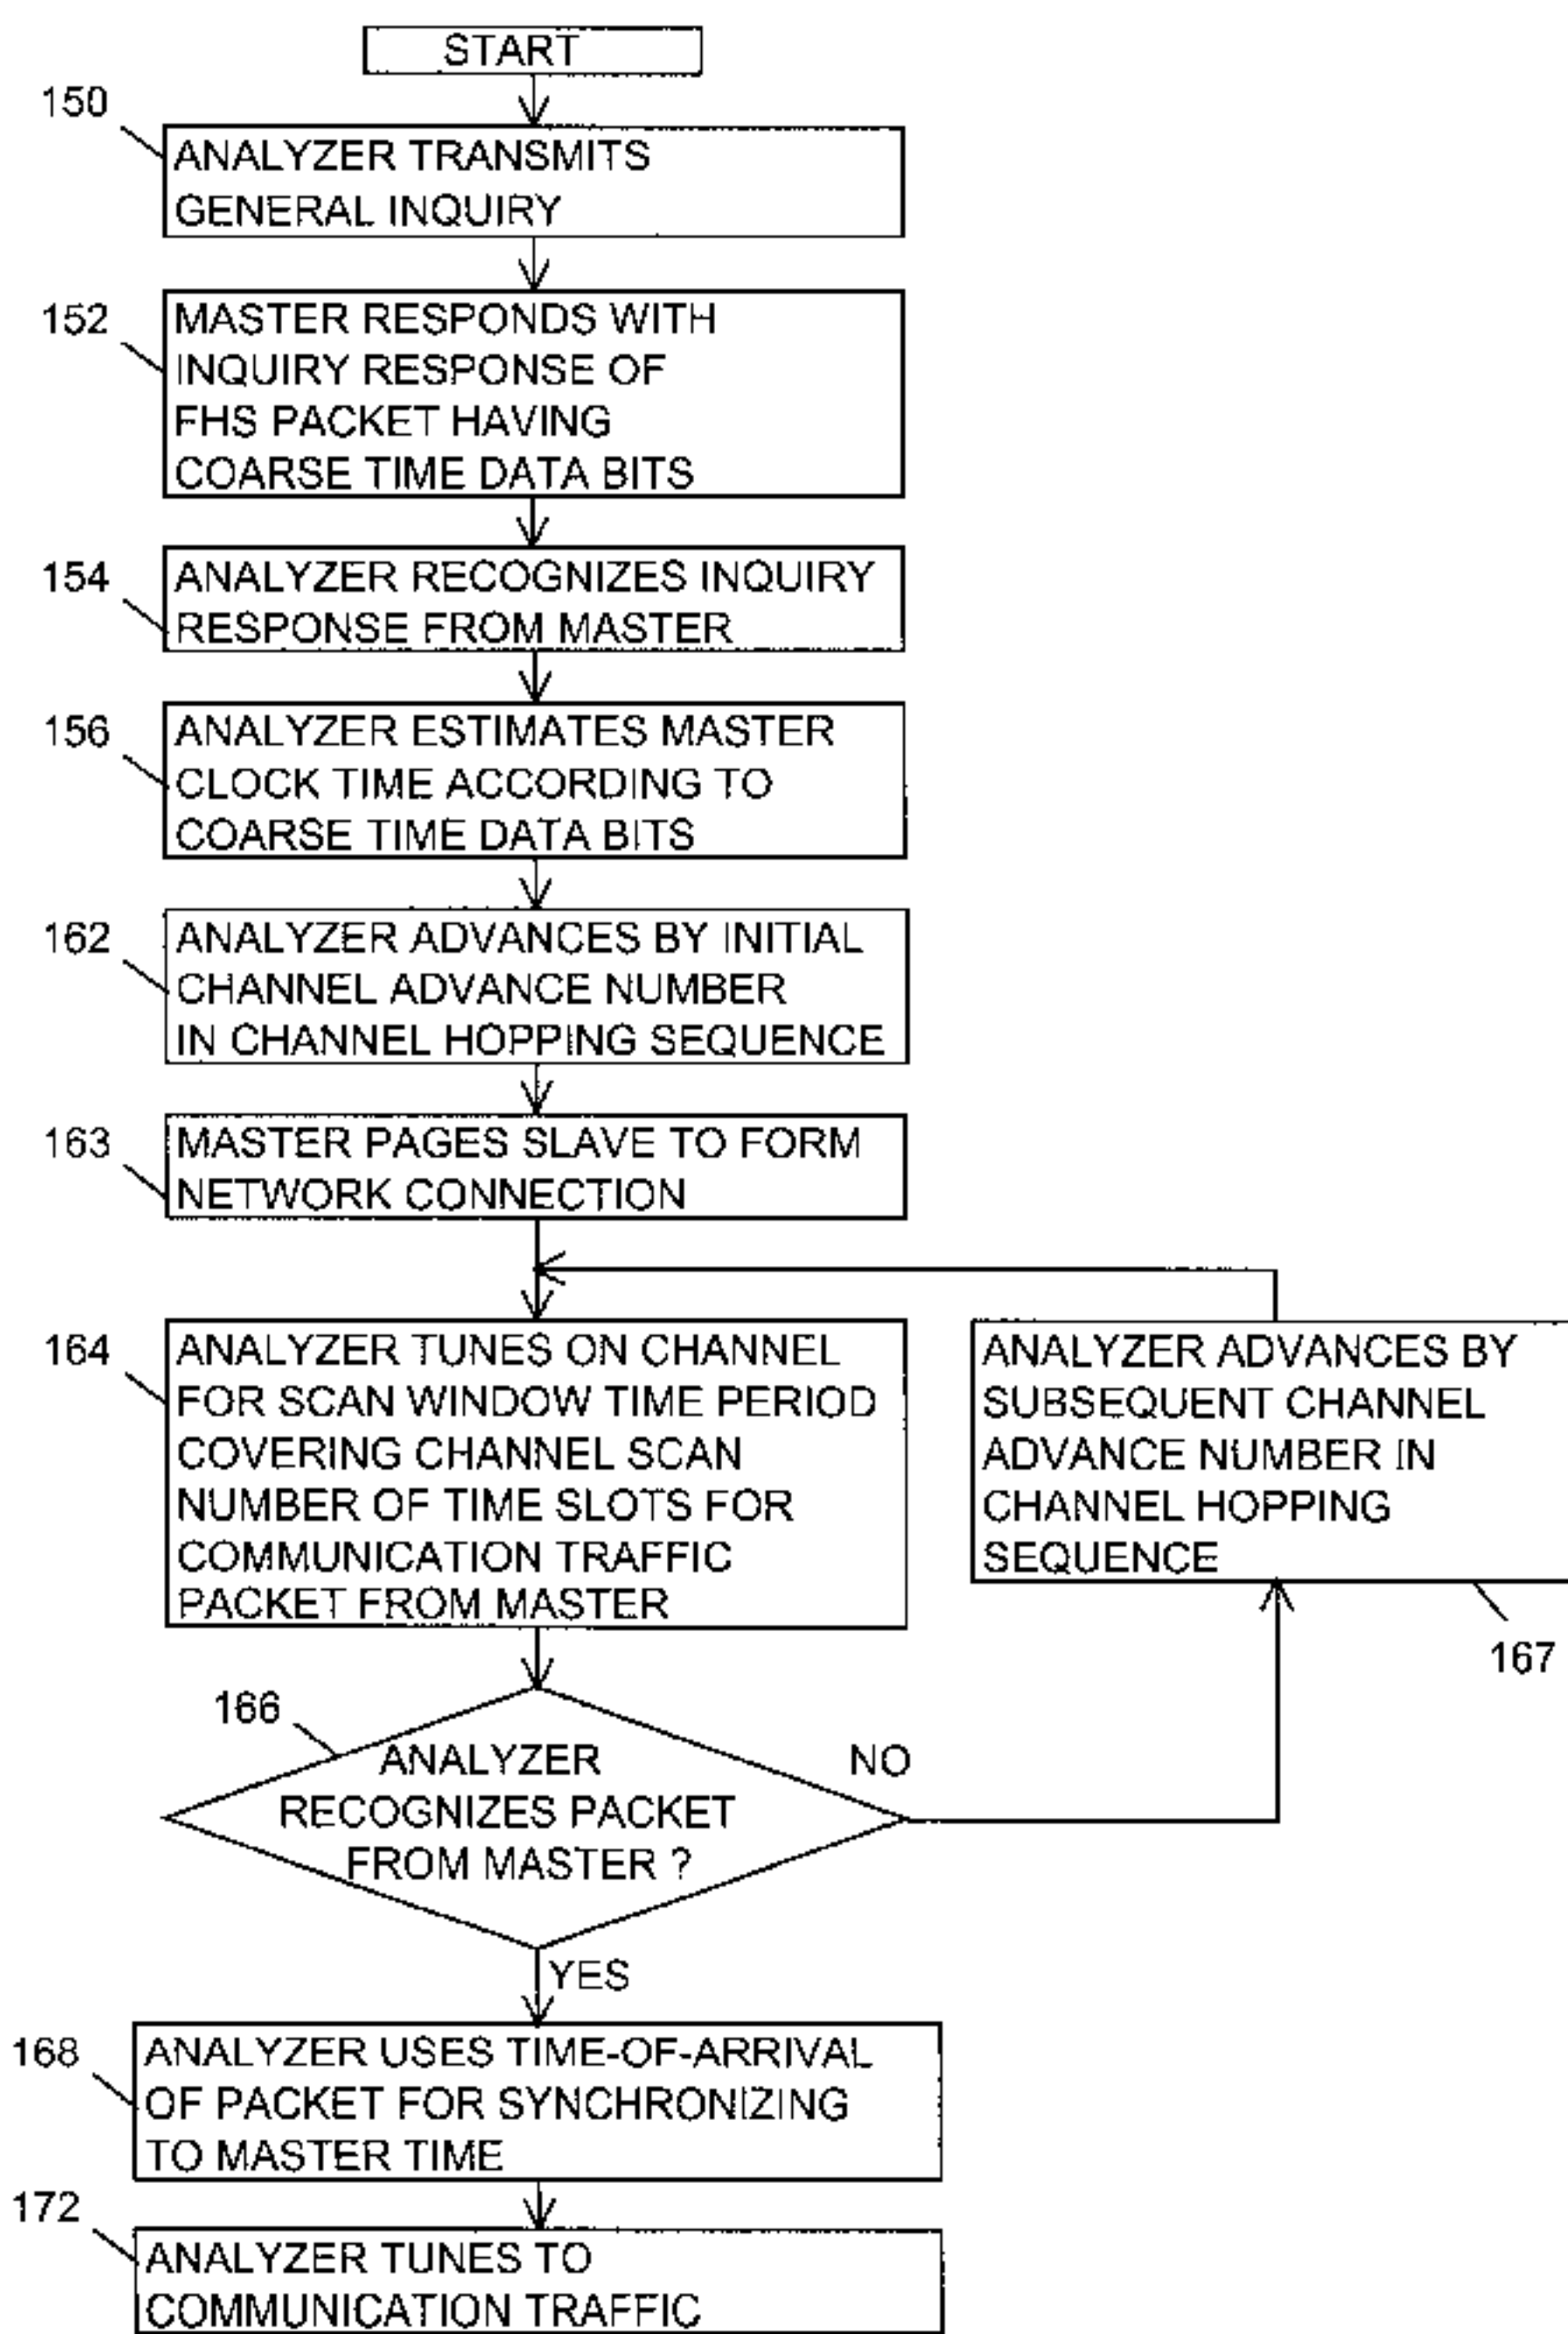 START
150
ANALYZER TRANSMITS
GENERAL INQUIRY
152
MASTER RESPONDS WITH
INQUIRY RESPONSE OF
FHS PACKET HAVING
COARSE TIME DATA BITS
154
ANALYZER RECOGNIZES INQUIRY
RESPONSE FROM MASTER
156
ANALYZER ESTIMATES MASTER
CLOCK TIME ACCORDING TO
COARSE TIME DATA BITS
162
ANALYZER ADVANCES BY INITIAL
CHANNEL ADVANCE NUMBER
IN CHANNEL HOPPING SEQUENCE
163
MASTER PAGES SLAVE TO FORM
NETWORK CONNECTION
164
ANALYZER TUNES ON CHANNEL
FOR SCAN WINDOW TIME PERIOD
COVERING CHANNEL SCAN
NUMBER OF TIME SLOTS FOR
COMMUNICATION TRAFFIC
PACKET FROM MASTER
ANALYZER ADVANCES BY
SUBSEQUENT CHANNEL
ADVANCE NUMBER IN
CHANNEL HOPPING
SEQUENCE
167
166
ANALYZER
RECOGNIZES PACKET
FROM MASTER ?
NO
YES
168
ANALYZER USES TIME-OF-ARRIVAL
OF PACKET FOR SYNCHRONIZING
TO MASTER TIME
172
ANALYZER TUNES TO
COMMUNICATION TRAFFIC